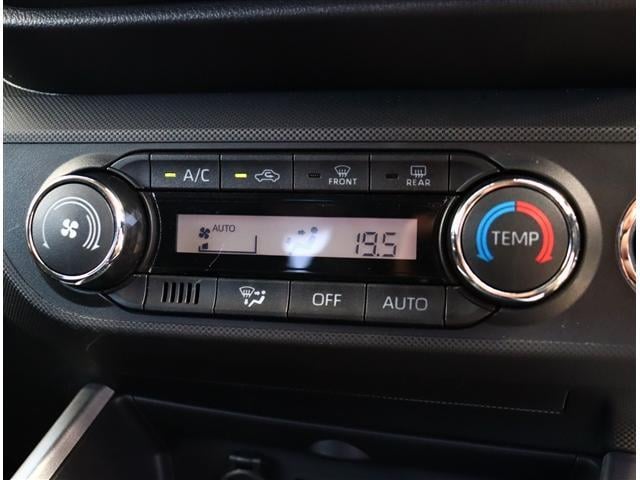 A/C FRONT REAR
AUTO 19.5
TEMP
OFF AUTO